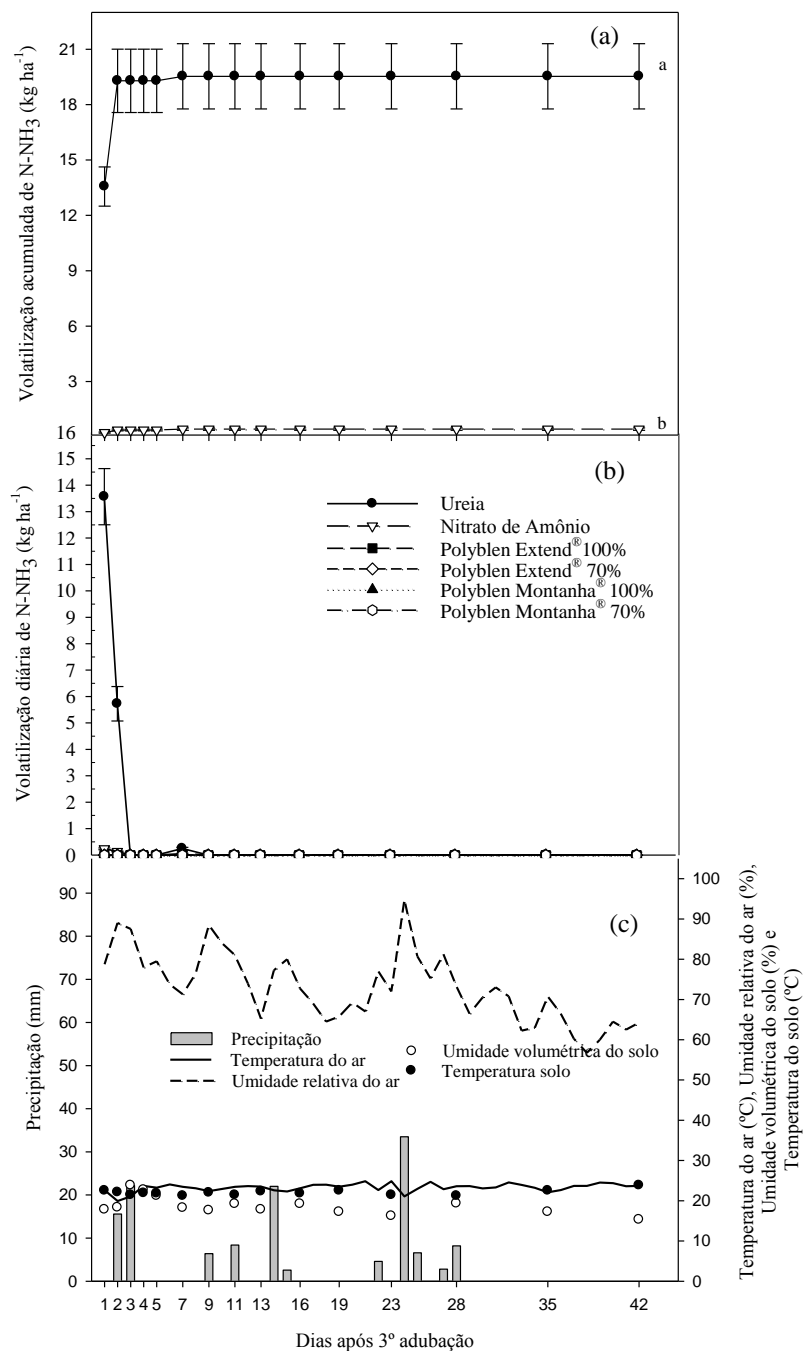 (a)
Volatilização acumulada de N-NH3 (kg ha-1)
21
18
15
12
9
6
3
a
b
16
(b)
Volatilização diária de N-NH3 (kg ha-1)
15
14
13
12
11
10
9
8
7
6
5
4
3
2
1
0
Ureia
Nitrato de Amônio
Polyblen Extend® 100%
Polyblen Extend® 70%
Polyblen Montanha® 100%
Polyblen Montanha® 70%
(c)
Precipitação (mm)
90
80
70
60
50
40
30
20
10
0
Precipitação
Temperatura do ar
Umidade relativa do ar
Umidade volumétrica do solo
Temperatura solo
100
90
80
70
60
50
40
30
20
10
0
Temperatura do ar (ºC), Umidade relativa do ar (%),
Umidade volumétrica do solo (%) e
Temperatura do solo (ºC)
1 2 3 4 5 7 9 11 13 16 19 23 28 35 42
Dias após 3º adubação